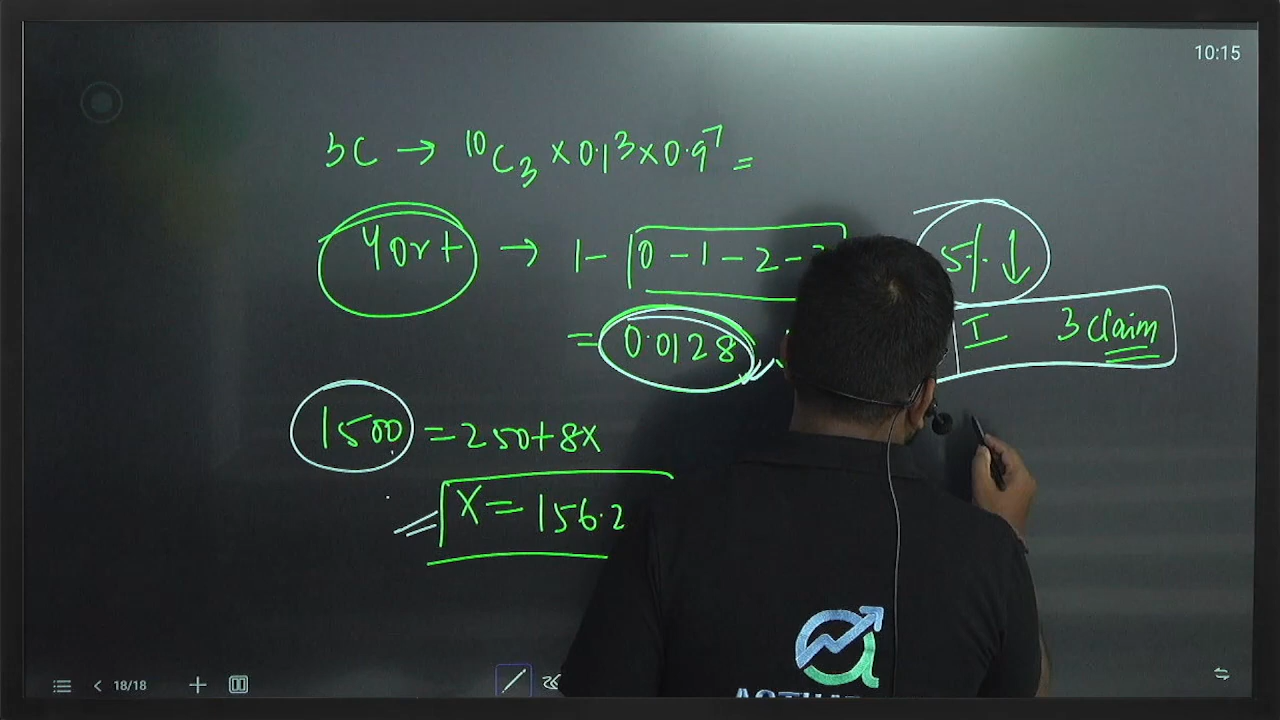 10:15
3C → ¹⁰C₃ × 0.1³ × 0.9⁷ =
4 or + → 1 - [0 - 1 - 2 -
5% ↓
= 0.0128
I 3 claim
1500 = 250 + 8x
X = 156.2
18/18